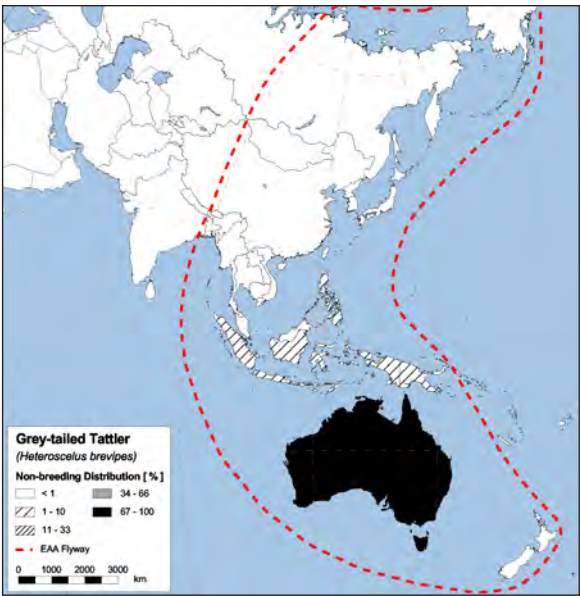 Grey-tailed Tattler
(Heteroscelus brevipes)
Non-breeding Distribution [ % ]
< 1
34 - 66
1 - 10
67 - 100
11 - 33
EAA Flyway
0 1000 2000 3000
km